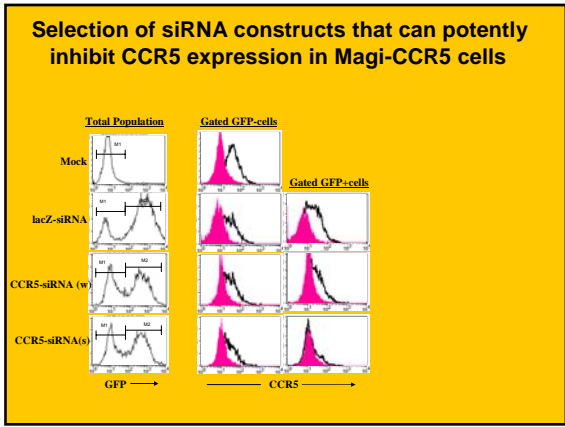 Selection of siRNA constructs that can potently
inhibit CCR5 expression in Magi-CCR5 cells
Total Population
Gated GFP-cells
M1
Mock
Gated GFP+cells
M1
lacZ-siRNA
M1
M2
CCR5-siRNA (w)
M1
M2
CCR5-siRNA(s)
GFP
CCR5